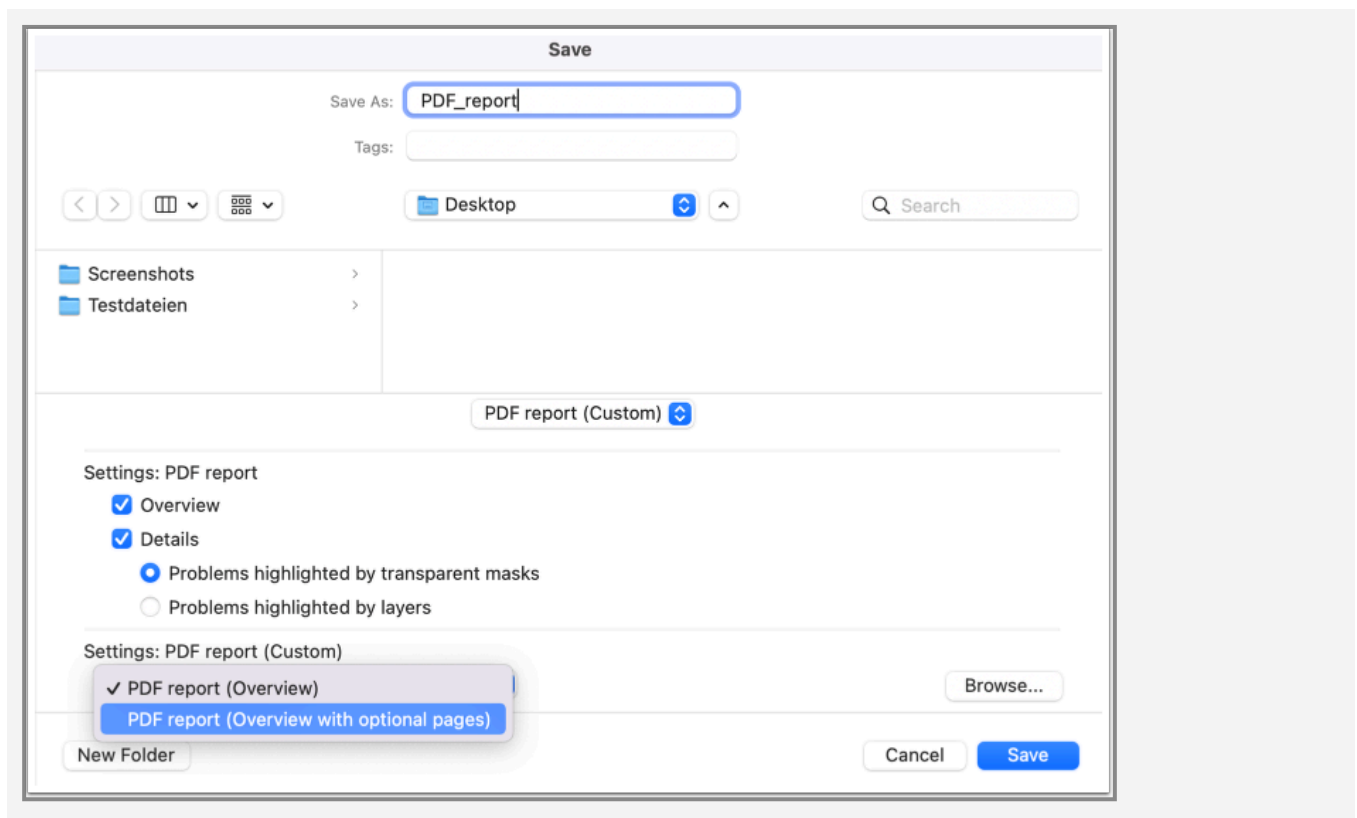 Save
Save As: PDF_report
Tags:
Desktop Search
Screenshots
Testdateien
PDF report (Custom)
Settings: PDF report
Overview
Details
Problems highlighted by transparent masks
Problems highlighted by layers
Settings: PDF report (Custom)
✓ PDF report (Overview)
Browse...
PDF report (Overview with optional pages)
New Folder Cancel Save